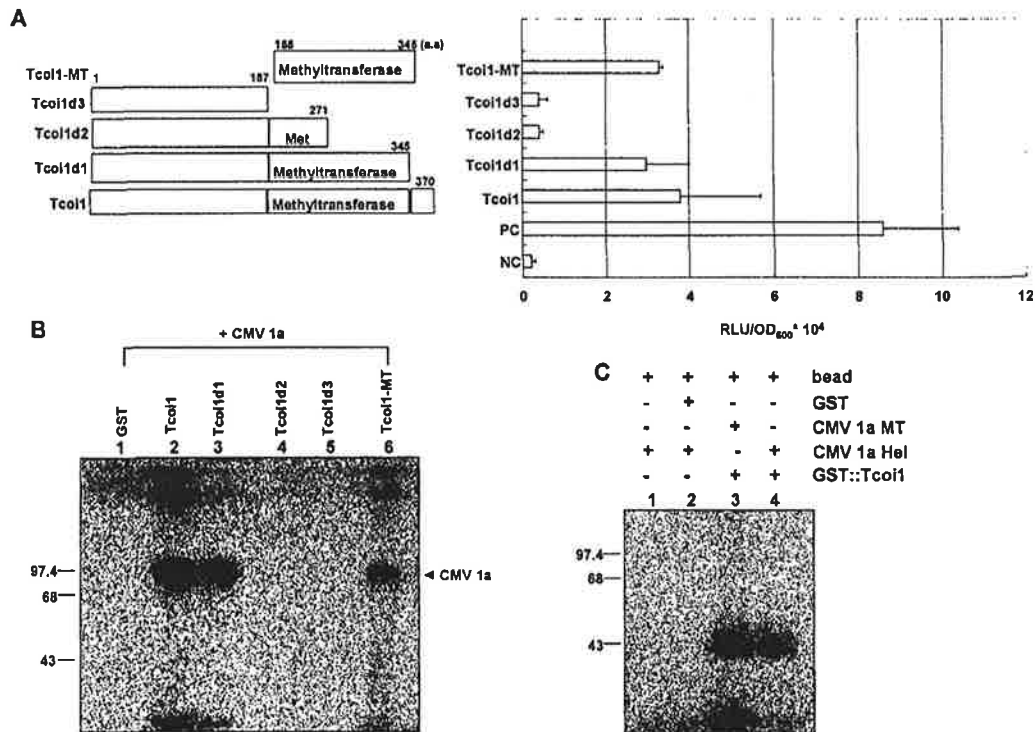 A
188 345 (a.a)
Methyltransferase
Tcoi1-MT
1 187
Tcoi1d3
271
Tcoi1d2 Met
345
Tcoi1d1 Methyltransferase
370
Tcoi1 Methyltransferase
Tcoi1-MT
Tcoi1d3
Tcoi1d2
Tcoi1d1
Tcoi1
PC
NC
0 2 4 6 8 10 12
RLU/OD600* 10^4
B
+ CMV 1a
GST Tcoi1 Tcoi1d1 Tcoi1d2 Tcoi1d3 Tcoi1-MT
1 2 3 4 5 6
97.4
68
43
CMV 1a
C
+ + + + bead
- + - - GST
- - + - CMV 1a MT
+ + - + CMV 1a Hel
- - + + GST::Tcoi1
1 2 3 4
97.4
68
43